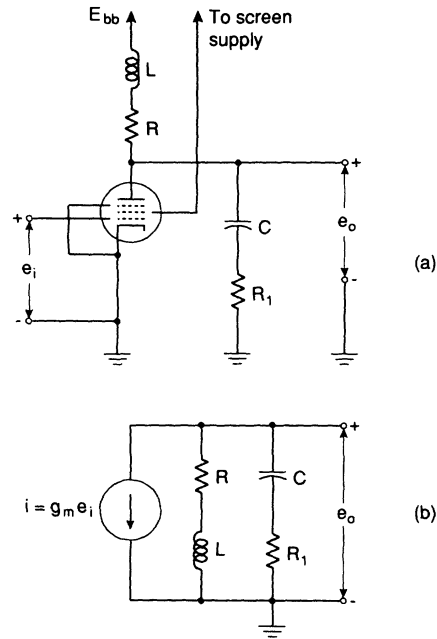 E_bb
To screen
supply
L
R
+
+
C
e_o
e_i
(a)
R_1
-
-
+
R
C
i = g_m e_i
e_o
(b)
L
R_1
-